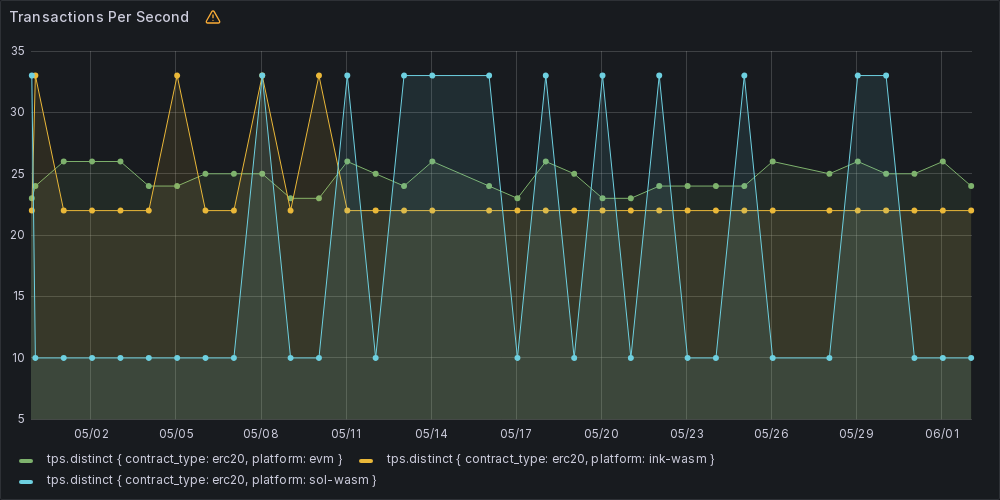 Transactions Per Second
35
30
25
20
15
10
5
05/02 05/05 05/08 05/11 05/14 05/17 05/20 05/23 05/26 05/29 06/01
tps.distinct { contract_type: erc20, platform: evm } tps.distinct { contract_type: erc20, platform: ink-wasm }
tps.distinct { contract_type: erc20, platform: sol-wasm }